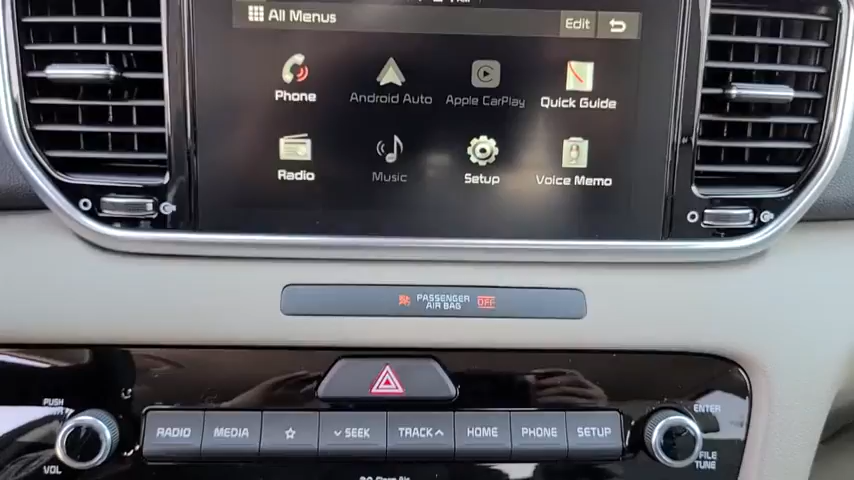 All Menus Edit
Phone Android Auto Apple CarPlay Quick Guide
Radio Music Setup Voice Memo
PASSENGER
AIR BAG OFF
PUSH
VOL
RADIO MEDIA SEEK TRACK HOME PHONE SETUP
ENTER
FILE
TUNE